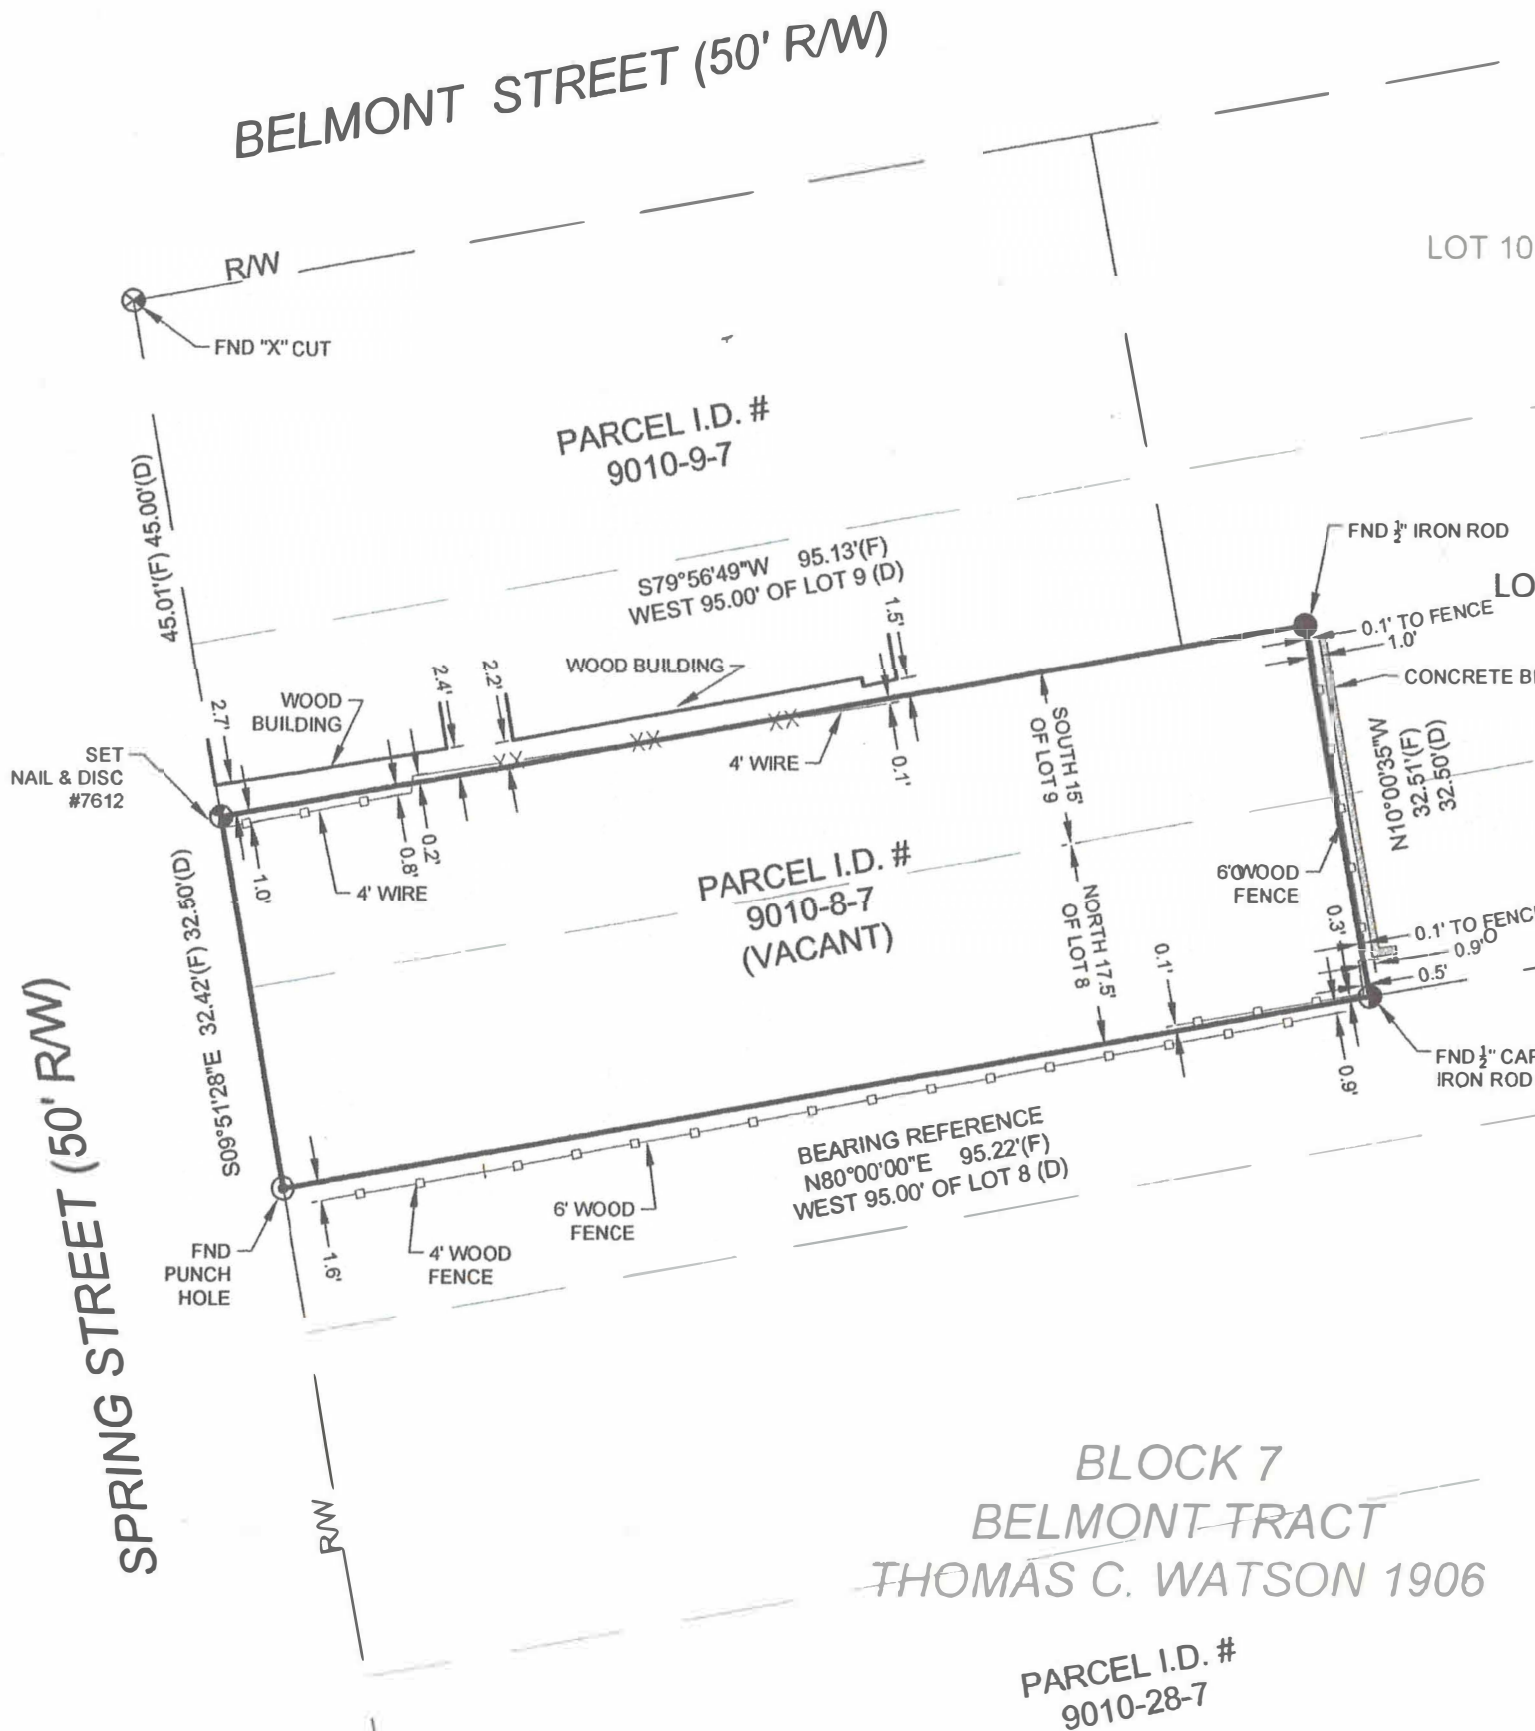 BELMONT STREET (50' R/W)
R/W
FND "X" CUT
LOT 10
PARCEL I.D. #
9010-9-7
45.01'(F) 45.00'(D)
S79°56'49"W 95.13'(F)
WEST 95.00' OF LOT 9 (D)
FND ½" IRON ROD
LO
0.1' TO FENCE
1.0'
CONCRETE
1.5'
WOOD BUILDING
2.2'
2.4'
WOOD
BUILDING
2.7'
SET
NAIL & DISC
#7612
4' WIRE
0.1'
SOUTH 15'
OF LOT 9
N10°00'35"W
32.51'(F)
32.50'(D)
0.2'
0.8'
4' WIRE
1.0'
PARCEL I.D. #
9010-8-7
(VACANT)
6' WOOD
FENCE
NORTH 17.5'
OF LOT 8
0.1'
0.3'
0.1' TO FENCE
0.9'
0.5'
S09°51'28"E 32.42'(F) 32.50'(D)
FND ½" CAP
IRON ROD
BEARING REFERENCE
N80°00'00"E 95.22'(F)
WEST 95.00' OF LOT 8 (D)
6' WOOD
FENCE
4' WOOD
FENCE
1.6'
FND
PUNCH
HOLE
SPRING STREET (50' R/W)
R/W
BLOCK 7
BELMONT TRACT
THOMAS C. WATSON 1906
PARCEL I.D. #
9010-28-7